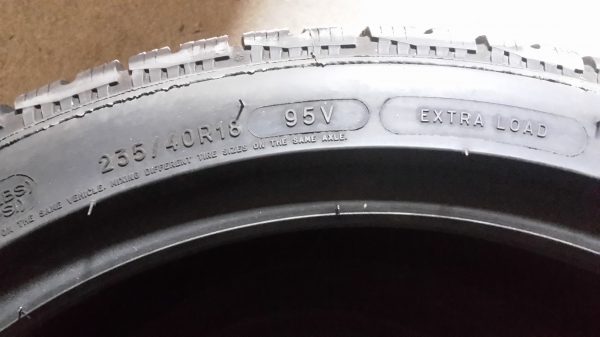 235/40R18 95V EXTRA LOAD
ON THE SAME VEHICLE. MIXING DIFFERENT TIRE SIZES ON THE SAME AXLE.